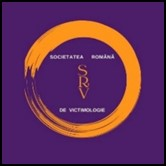 SOCIETATEA ROMÂNĂ
SRV
DE VICTIMOLOGIE